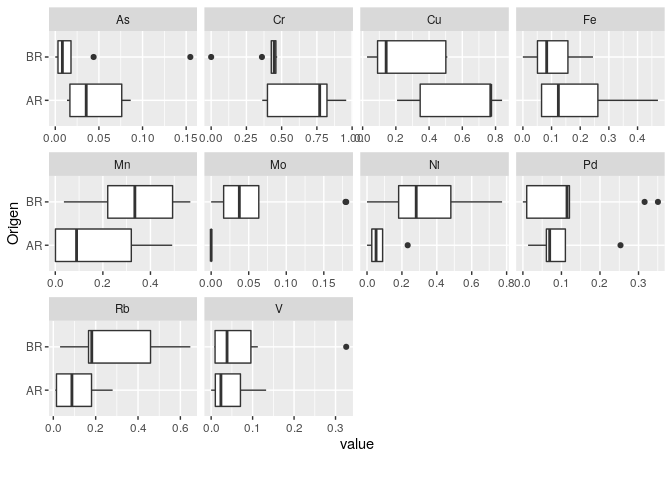 As Cr Cu Fe
BR
AR
0.00 0.05 0.10 0.15 0.00 0.25 0.50 0.75 1.00 0.0 0.2 0.4 0.6 0.8 0.0 0.2 0.4
Mn Mo Ni Pd
BR
AR
0.0 0.2 0.4 0.00 0.05 0.10 0.15 0.0 0.2 0.4 0.6 0.8 0.0 0.1 0.2 0.3
Rb V
BR
AR
0.0 0.2 0.4 0.6 0.0 0.1 0.2 0.3
Origen
value